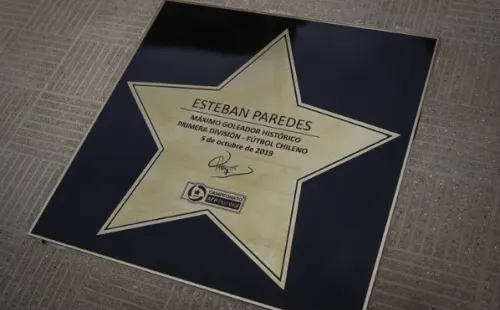 ESTEBAN PAREDES
MÁXIMO GOLEADOR HISTÓRICO
PRIMERA DIVISIÓN - FÚTBOL CHILENO
5 de octubre de 2019
CAMPEONATO